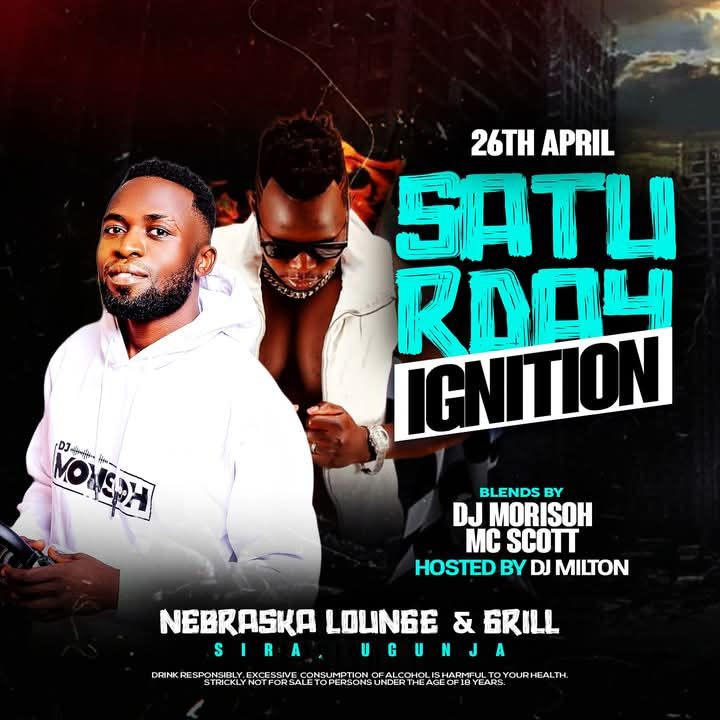 26TH APRIL
SATU
RDAY
IGNITION
DJ
MORISOH
BLENDS BY
DJ MORISOH
MC SCOTT
HOSTED BY DJ MILTON
NEBRASKA LOUNGE & GRILL
SIRA, UGUNJA
DRINK RESPONSIBLY, EXCESSIVE CONSUMPTION OF ALCOHOL IS HARMFUL TO YOUR HEALTH.
STRICKLY NOT FOR SALE TO PERSONS UNDER THE AGE OF 18 YEARS.